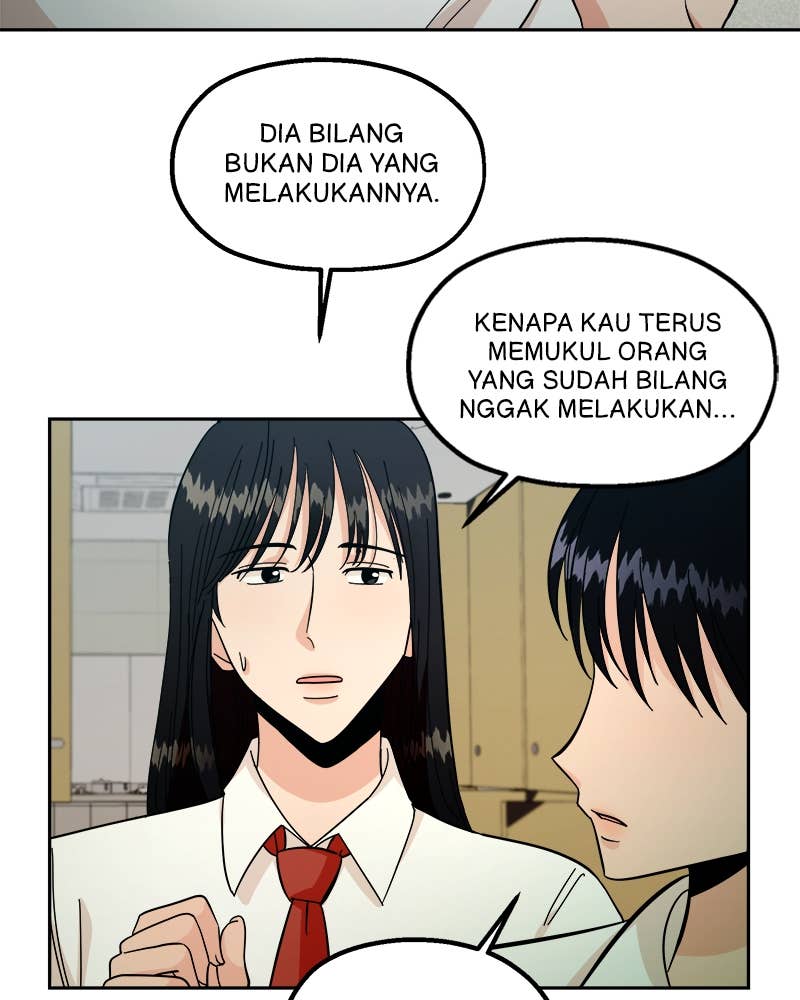 DIA BILANG
BUKAN DIA YANG
MELAKUKANNYA.
KENAPA KAU TERUS
MEMUKUL ORANG
YANG SUDAH BILANG
NGGAK MELAKUKAN...